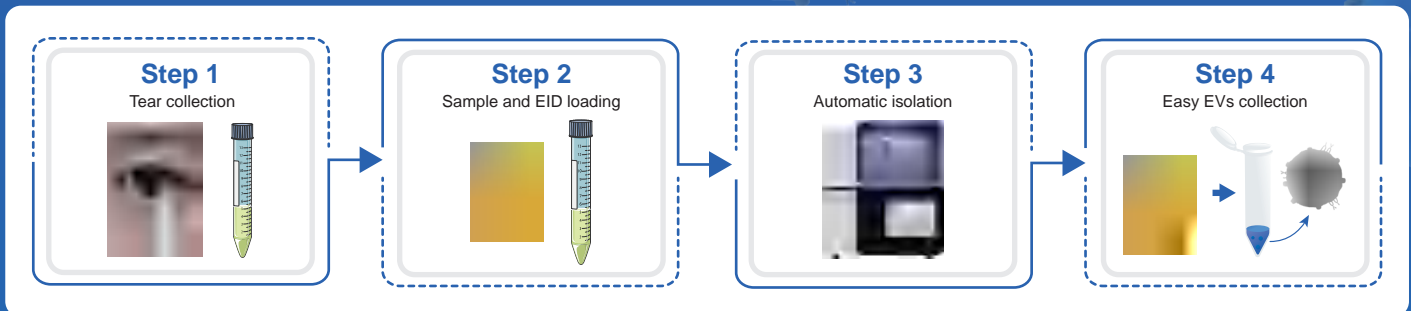 Step 1
Tear collection
Step 2
Sample and EID loading
Step 3
Automatic isolation
Step 4
Easy EVs collection